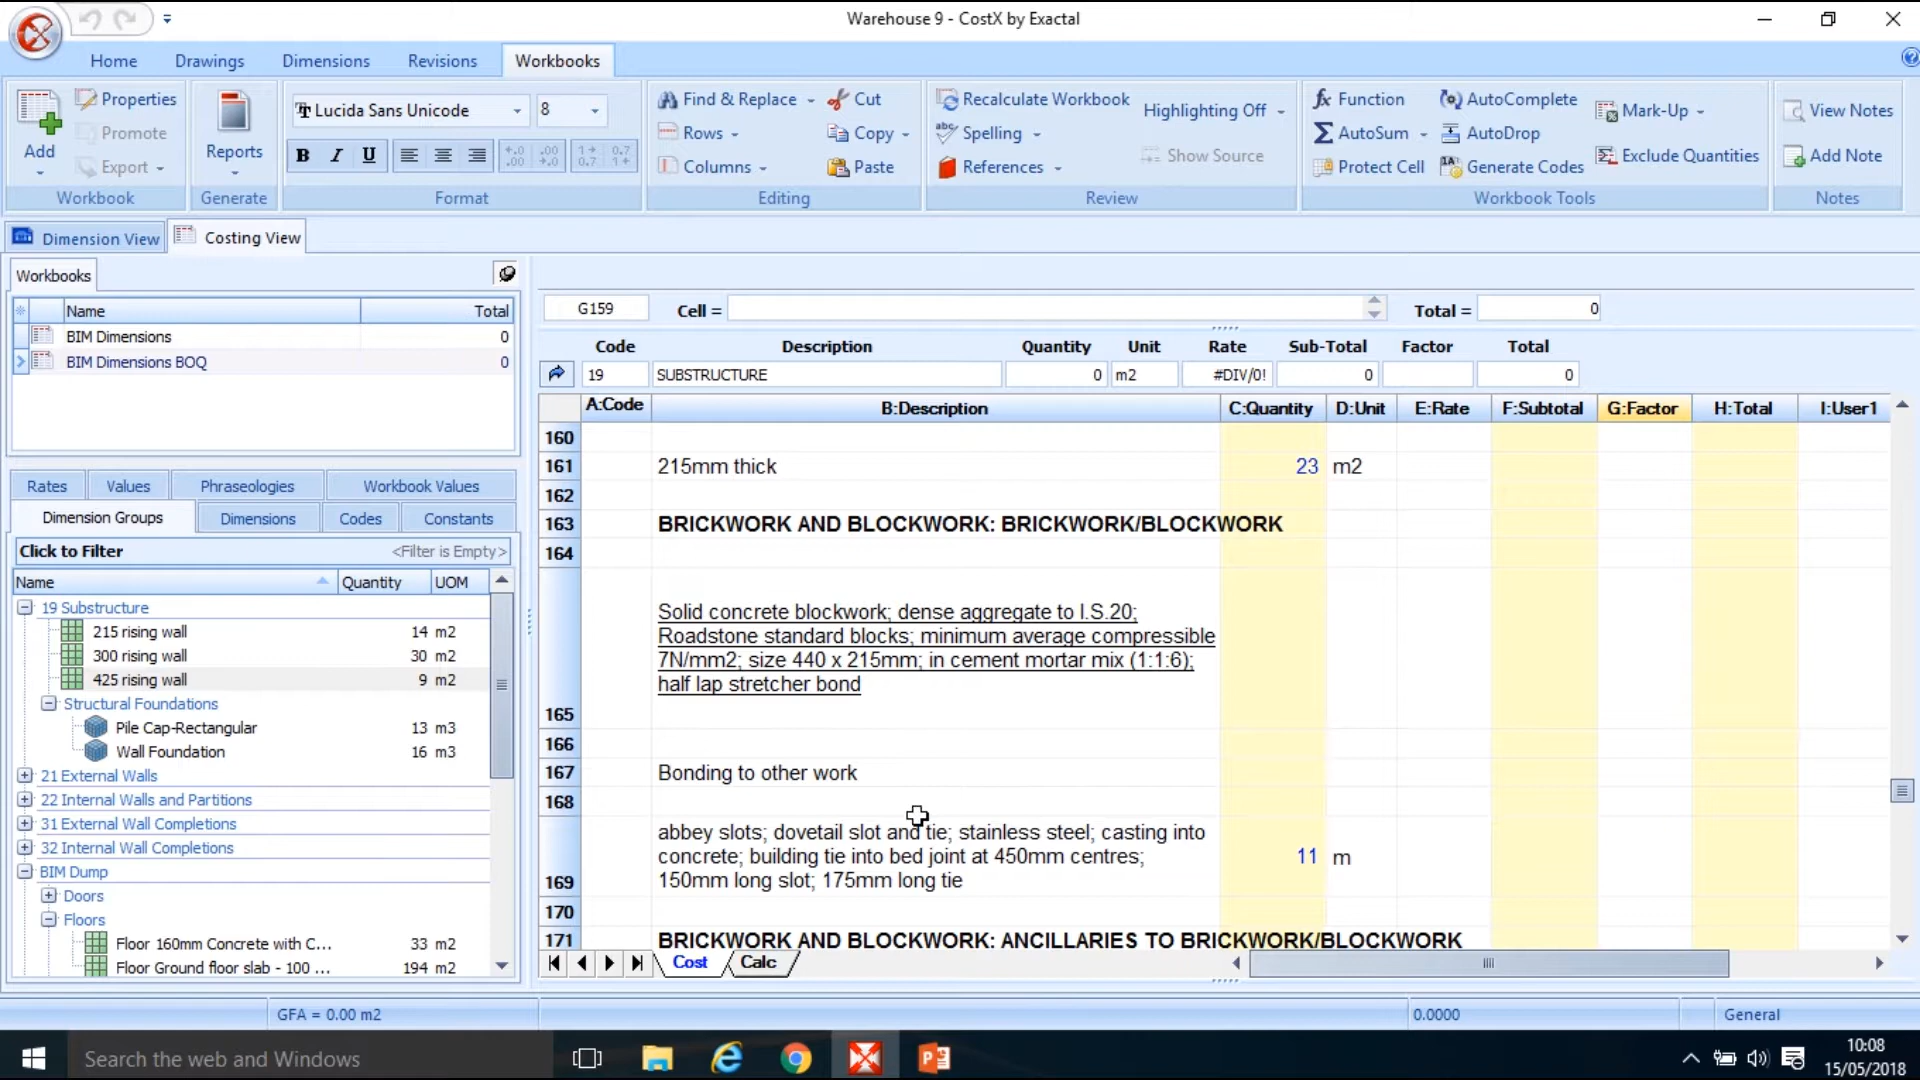 Warehouse 9 - CostX by Exactal
Home Drawings Dimensions Revisions Workbooks
Add
Properties
Promote
Export
Workbook
Reports
Generate
Lucida Sans Unicode 8
B I U
Format
Find & Replace Cut
Rows Copy
Columns Paste
Editing
Recalculate Workbook Highlighting Off
Spelling
References Show Source
Review
Function AutoComplete Mark-Up
AutoSum AutoDrop
Protect Cell Generate Codes Exclude Quantities
Workbook Tools
View Notes
Add Note
Notes
Dimension View Costing View
Workbooks
Name Total
BIM Dimensions 0
BIM Dimensions BOQ 0
Rates Values Phraseologies Workbook Values
Dimension Groups Dimensions Codes Constants
Click to Filter <Filter is Empty>
Name Quantity UOM
19 Substructure
215 rising wall 14 m2
300 rising wall 30 m2
425 rising wall 9 m2
Structural Foundations
Pile Cap-Rectangular 13 m3
Wall Foundation 16 m3
21 External Walls
22 Internal Walls and Partitions
31 External Wall Completions
32 Internal Wall Completions
BIM Dump
Doors
Floors
Floor 160mm Concrete with C... 33 m2
Floor Ground floor slab - 100 ... 194 m2
G159 Cell = Total = 0
Code Description Quantity Unit Rate Sub-Total Factor Total
19 SUBSTRUCTURE 0 m2 #DIV/0! 0 0
A:Code B:Description C:Quantity D:Unit E:Rate F:Subtotal G:Factor H:Total I:User1
160
161 215mm thick 23 m2
162
163 BRICKWORK AND BLOCKWORK: BRICKWORK/BLOCKWORK
164
Solid concrete blockwork; dense aggregate to I.S.20;
Roadstone standard blocks; minimum average compressible
7N/mm2; size 440 x 215mm; in cement mortar mix (1:1:6);
half lap stretcher bond
165
166
167 Bonding to other work
168
abbey slots; dovetail slot and tie; stainless steel; casting into
concrete; building tie into bed joint at 450mm centres; 11 m
169 150mm long slot; 175mm long tie
170
171 BRICKWORK AND BLOCKWORK: ANCILLARIES TO BRICKWORK/BLOCKWORK
Cost Calc
GFA = 0.00 m2 0.0000 General
Search the web and Windows
10:08
15/05/2018